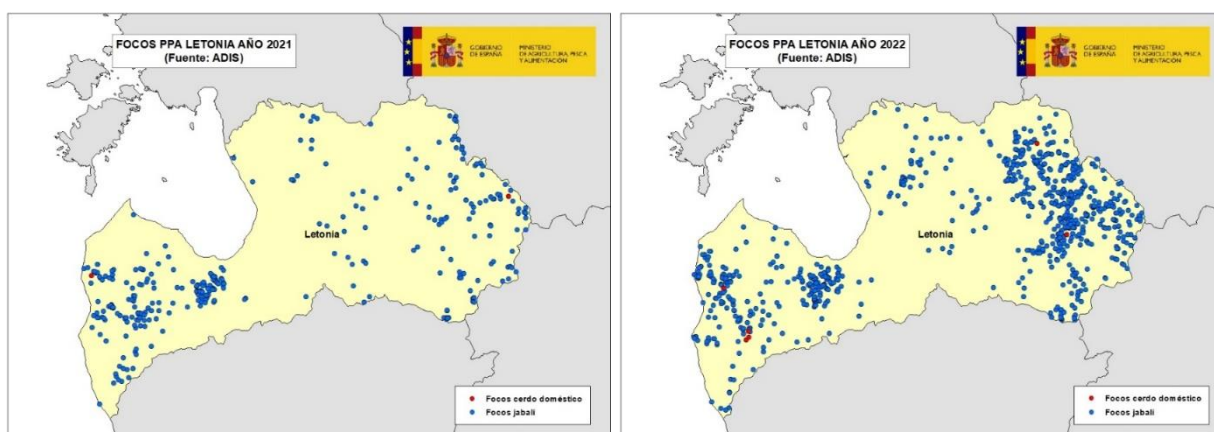 FOCOS PPA LETONIA AÑO 2021
(Fuente: ADIS)
GOBIERNO
DE ESPAÑA
MINISTERIO
DE AGRICULTURA, PESCA
Y ALIMENTACIÓN
Letonia
Focos cerdo doméstico
Focos jabalí
FOCOS PPA LETONIA AÑO 2022
(Fuente: ADIS)
GOBIERNO
DE ESPAÑA
MINISTERIO
DE AGRICULTURA, PESCA
Y ALIMENTACIÓN
Letonia
Focos cerdo doméstico
Focos jabalí